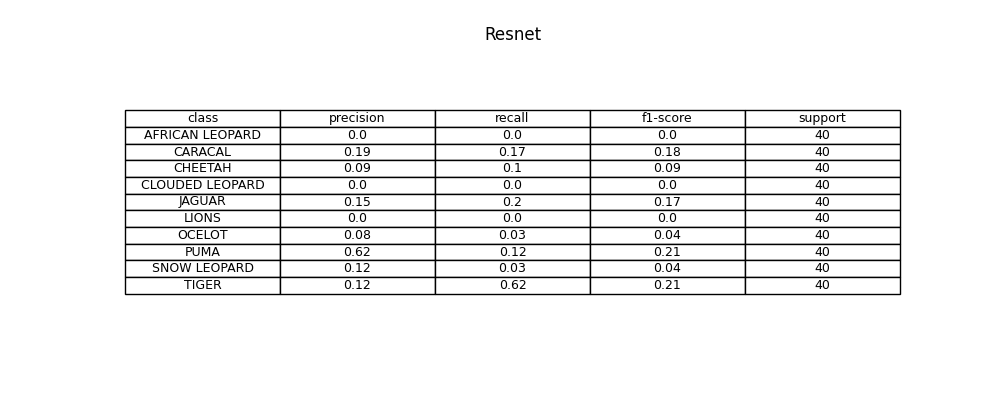 Resnet
class precision recall f1-score support
AFRICAN LEOPARD 0.0 0.0 0.0 40
CARACAL 0.19 0.17 0.18 40
CHEETAH 0.09 0.1 0.09 40
CLOUDED LEOPARD 0.0 0.0 0.0 40
JAGUAR 0.15 0.2 0.17 40
LIONS 0.0 0.0 0.0 40
OCELOT 0.08 0.03 0.04 40
PUMA 0.62 0.12 0.21 40
SNOW LEOPARD 0.12 0.03 0.04 40
TIGER 0.12 0.62 0.21 40